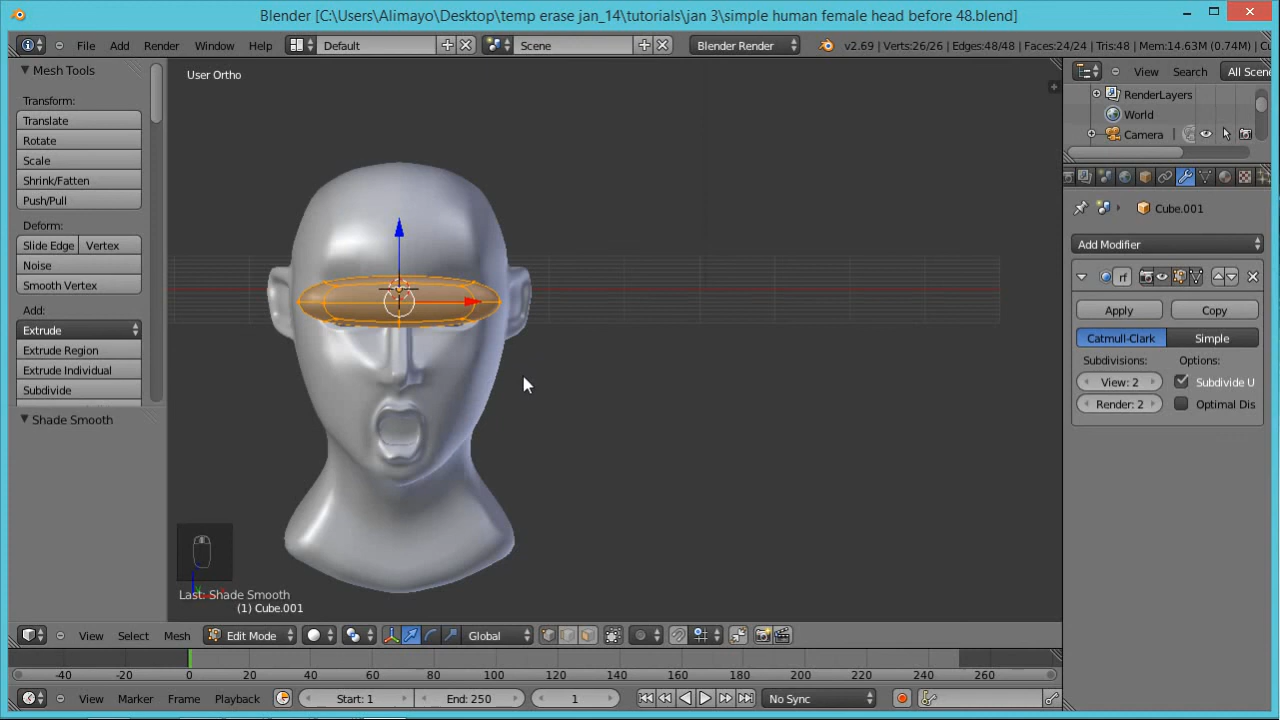 Blender [C:\Users\Alimayo\Desktop\temp erase jan_14\tutorials\jan 3\simple human female head before 48.blend]
File Add Render Window Help Default Scene Blender Render v2.69 | Verts:26/26 | Edges:48/48 | Faces:24/24 | Tris:48 | Mem:14.63M (0.74M) | Cu
Mesh Tools
Transform:
Translate
Rotate
Scale
Shrink/Fatten
Push/Pull
Deform:
Slide Edge Vertex
Noise
Smooth Vertex
Add:
Extrude
Extrude Region
Extrude Individual
Subdivide
Shade Smooth
User Ortho
Last: Shade Smooth
(1) Cube.001
View Select Mesh Edit Mode Global
View Search All Scene
RenderLayers
World
Camera
Cube.001
Add Modifier
rf
Apply Copy
Catmull-Clark Simple
Subdivisions: Options:
View: 2 Subdivide U
Render: 2 Optimal Dis
-40 -20 0 20 40 60 80 100 120 140 160 180 200 220 240 260
View Marker Frame Playback Start: 1 End: 250 1 No Sync